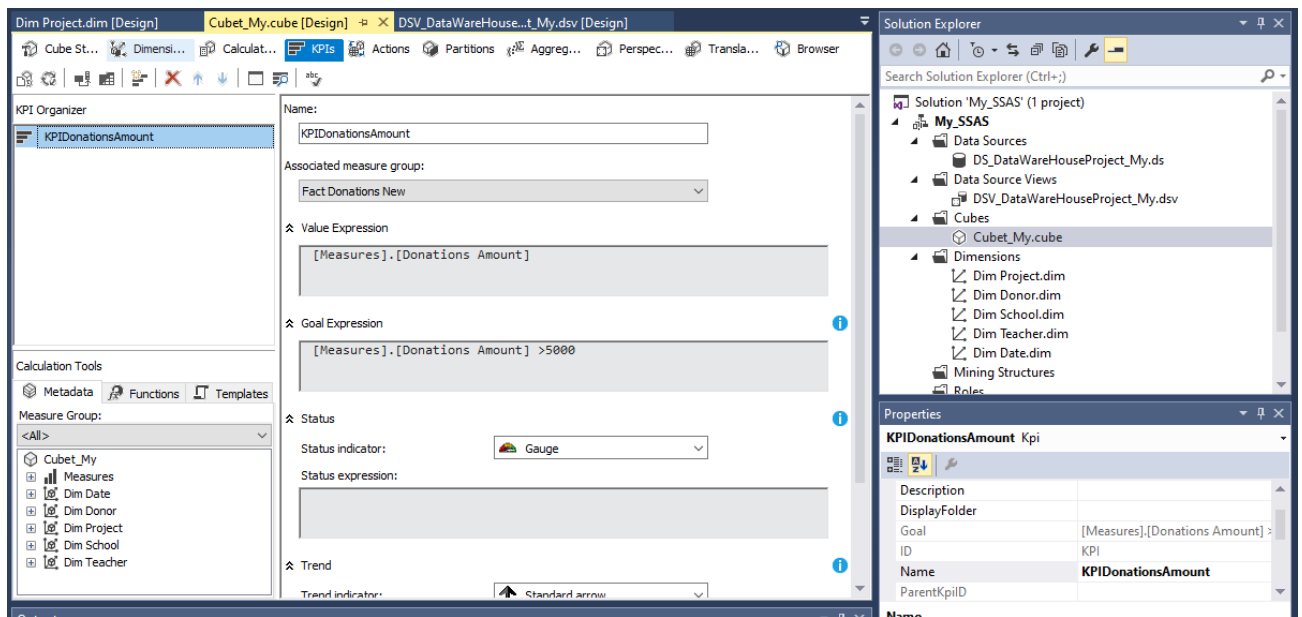 Dim Project.dim [Design]
Cubet_My.cube [Design]
DSV_DataWareHouse...t_My.dsv [Design]
Cube St...
Dimensi...
Calculat...
KPIs
Actions
Partitions
Aggreg...
Perspec...
Transla...
Browser
abc
KPI Organizer
KPIDonationsAmount
Calculation Tools
Metadata
Functions
Templates
Measure Group:
<All>
Cubet_My
Measures
Dim Date
Dim Donor
Dim Project
Dim School
Dim Teacher
Name:
KPIDonationsAmount
Associated measure group:
Fact Donations New
Value Expression
[Measures].[Donations Amount]
Goal Expression
[Measures].[Donations Amount] >5000
Status
Status indicator:
Gauge
Status expression:
Trend
Trend indicator:
Standard arrow
Solution Explorer
Search Solution Explorer (Ctrl+;)
Solution 'My_SSAS' (1 project)
My_SSAS
Data Sources
DS_DataWareHouseProject_My.ds
Data Source Views
DSV_DataWareHouseProject_My.dsv
Cubes
Cubet_My.cube
Dimensions
Dim Project.dim
Dim Donor.dim
Dim School.dim
Dim Teacher.dim
Dim Date.dim
Mining Structures
Roles
Properties
KPIDonationsAmount Kpi
Description
DisplayFolder
Goal [Measures].[Donations Amount] >
ID KPI
Name KPIDonationsAmount
ParentKpiID
Name